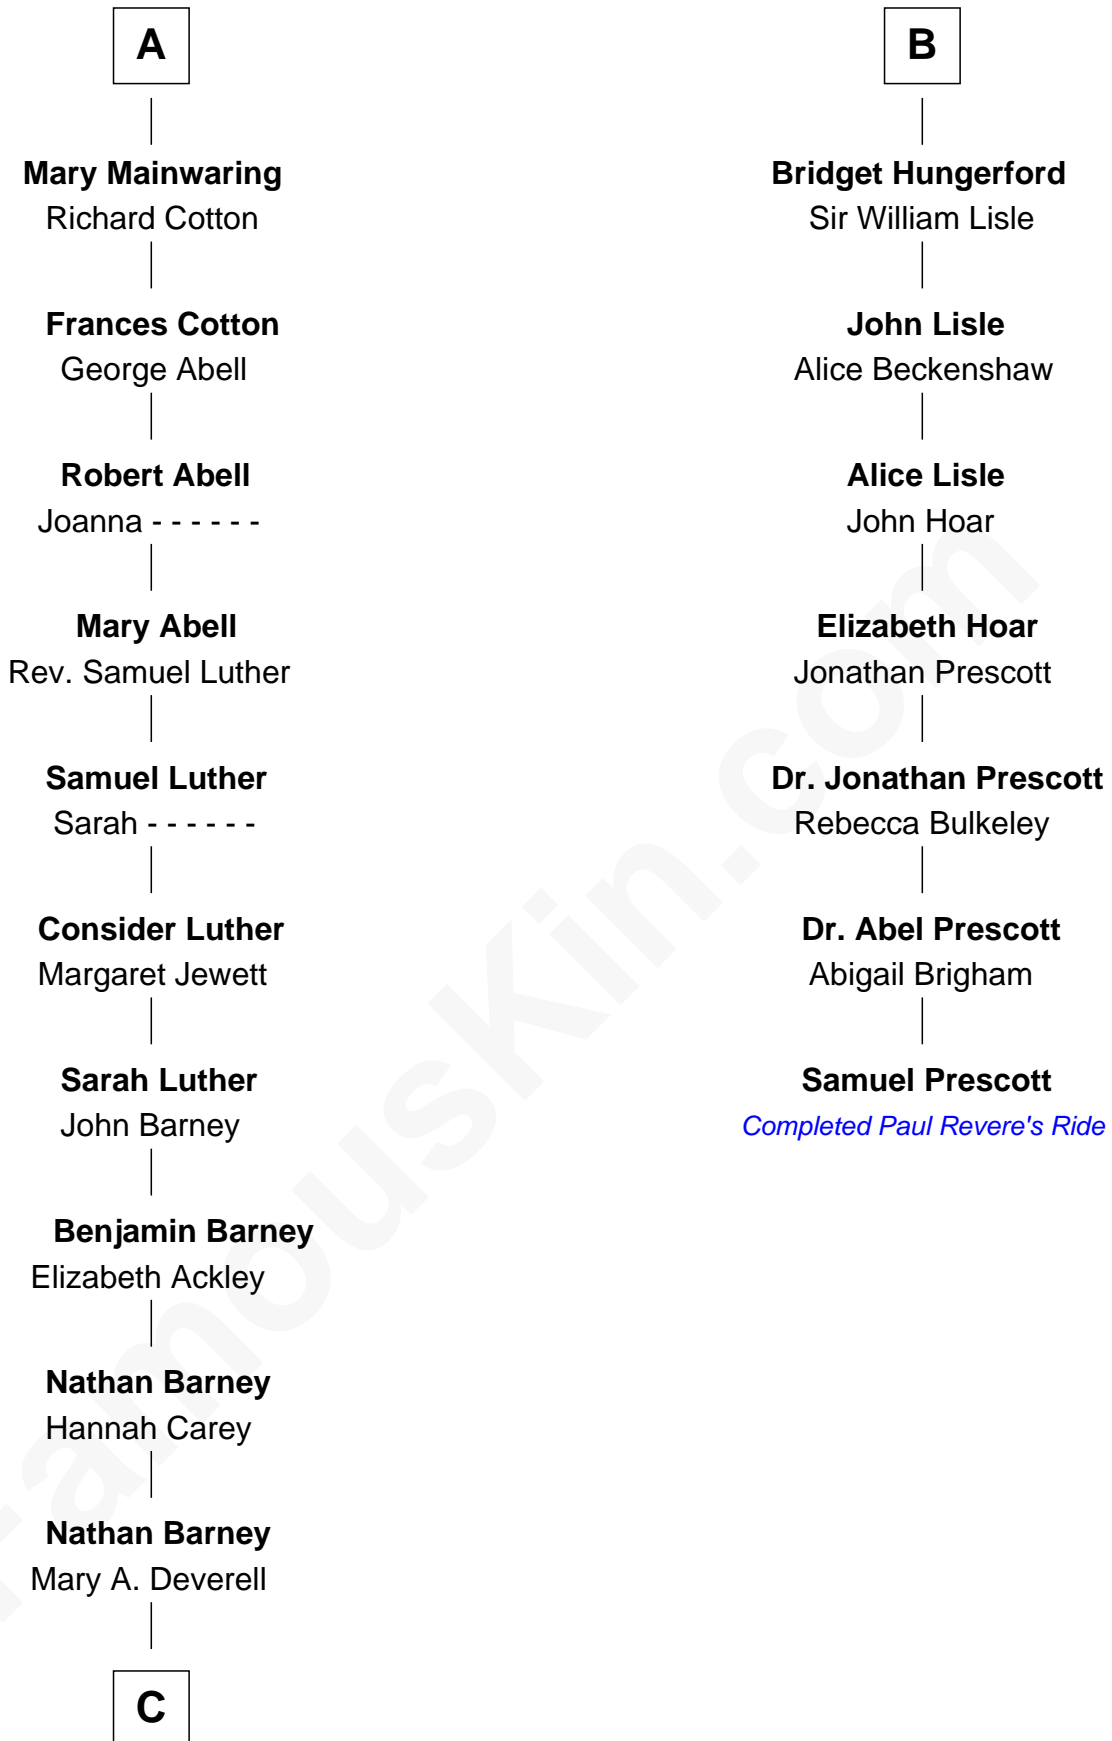 A
Mary Mainwaring
Richard Cotton
Frances Cotton
George Abell
Robert Abell
Joanna - - - - - -
Mary Abell
Rev. Samuel Luther
Samuel Luther
Sarah - - - - - -
Consider Luther
Margaret Jewett
Sarah Luther
John Barney
Benjamin Barney
Elizabeth Ackley
Nathan Barney
Hannah Carey
Nathan Barney
Mary A. Deverell
C
B
Bridget Hungerford
Sir William Lisle
John Lisle
Alice Beckenshaw
Alice Lisle
John Hoar
Elizabeth Hoar
Jonathan Prescott
Dr. Jonathan Prescott
Rebecca Bulkeley
Dr. Abel Prescott
Abigail Brigham
Samuel Prescott
Completed Paul Revere's Ride
FamousKin.com